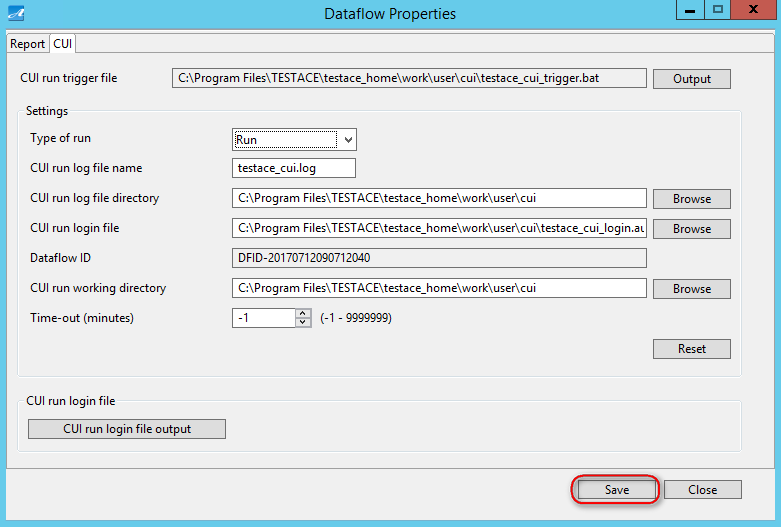 Dataflow Properties
Report CUI
CUI run trigger file C:\Program Files\TESTACE\testace_home\work\user\cui\testace_cui_trigger.bat Output
Settings
Type of run Run
CUI run log file name testace_cui.log
CUI run log file directory C:\Program Files\TESTACE\testace_home\work\user\cui Browse
CUI run login file C:\Program Files\TESTACE\testace_home\work\user\cui\testace_cui_login.au Browse
Dataflow ID DFID-20170712090712040
CUI run working directory C:\Program Files\TESTACE\testace_home\work\user\cui Browse
Time-out (minutes) -1 (-1 - 9999999)
Reset
CUI run login file
CUI run login file output
Save Close